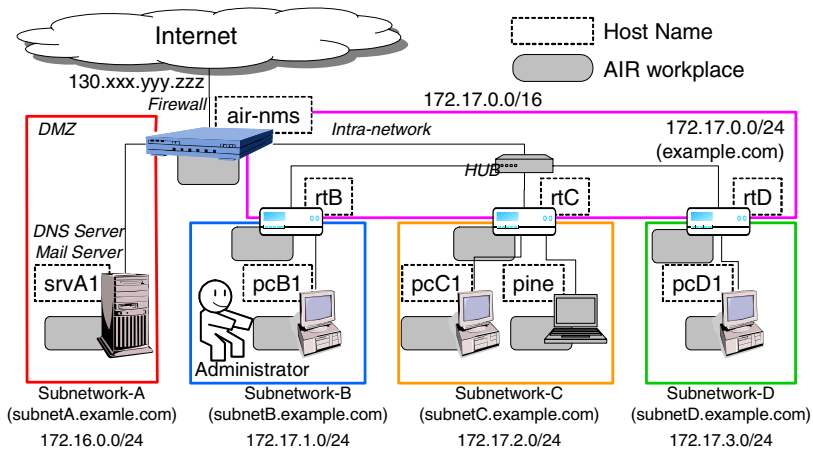 Internet
Host Name
AIR workplace
130.xxx.yyy.zzz
Firewall
172.17.0.0/16
DMZ
air-nms
Intra-network
172.17.0.0/24
(example.com)
HUB
rtB
rtC
rtD
DNS Server
Mail Server
srvA1
pcB1
pcC1
pine
pcD1
Administrator
Subnetwork-A
(subnetA.examle.com)
172.16.0.0/24
Subnetwork-B
(subnetB.example.com)
172.17.1.0/24
Subnetwork-C
(subnetC.example.com)
172.17.2.0/24
Subnetwork-D
(subnetD.example.com)
172.17.3.0/24